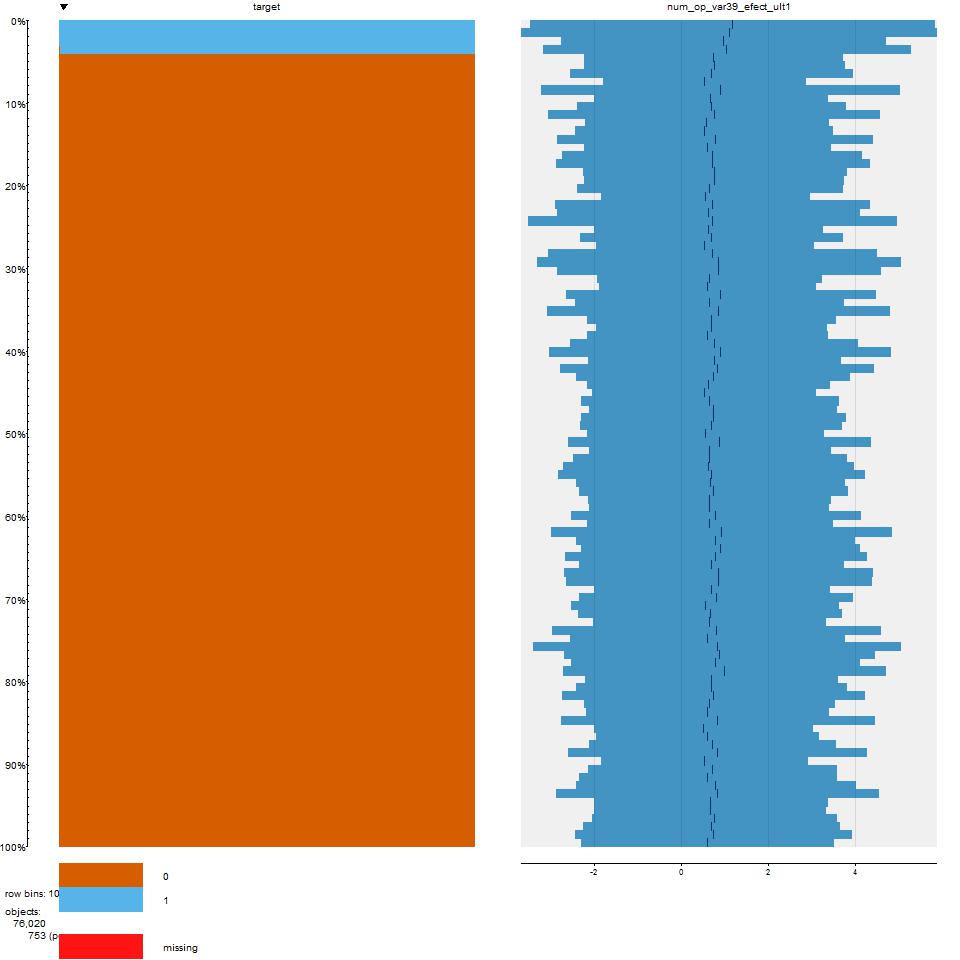 target num_op_var39_efect_ult1
0%
10%
20%
30%
40%
50%
60%
70%
80%
90%
100%
-2 0 2 4
0
row bins: 10
1
objects:
76,020
753 (p
missing